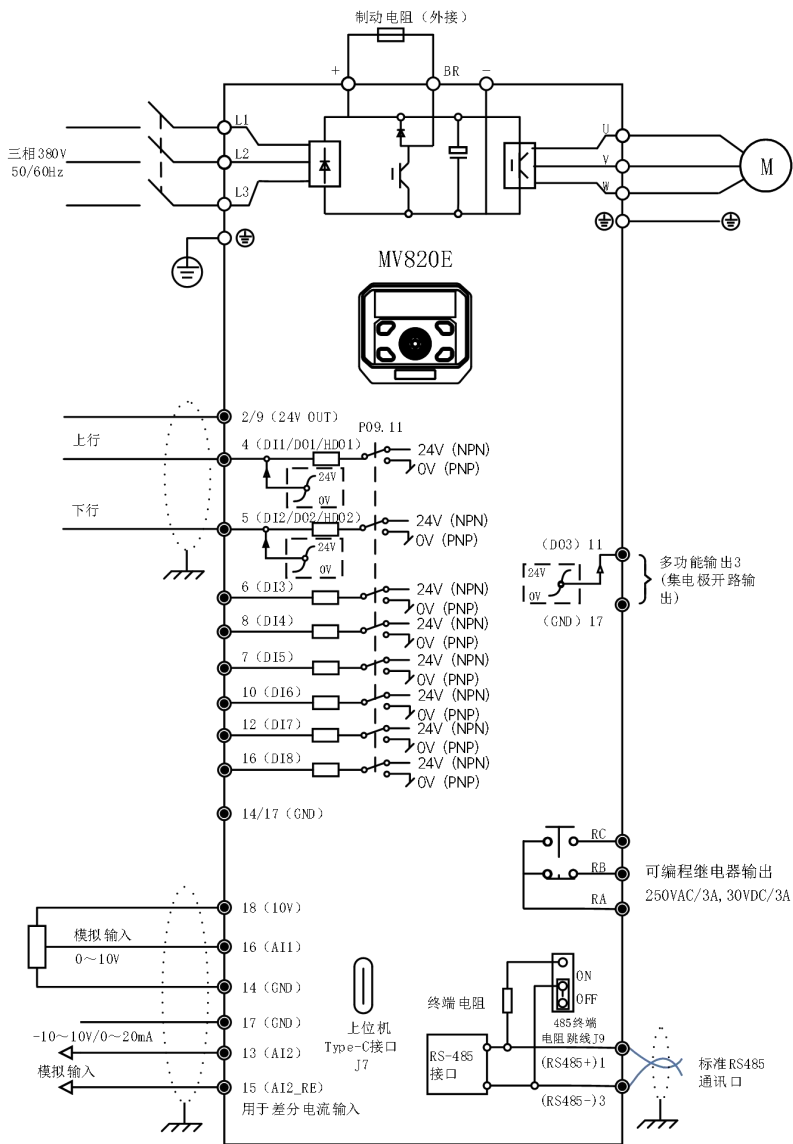 制动电阻（外接）
+
BR
-
L1
L2
L3
三相380V
50/60Hz
U
V
W
M
MV820E
2/9（24V OUT）
上行
4（DI1/DO1/HDO1）
P09.11
24V (NPN)
0V (PNP)
24V
0V
下行
5（DI2/DO2/HDO2）
24V (NPN)
0V (PNP)
24V
0V
6（DI3）
24V (NPN)
0V (PNP)
8（DI4）
24V (NPN)
0V (PNP)
7（DI5）
24V (NPN)
0V (PNP)
10（DI6）
24V (NPN)
0V (PNP)
12（DI7）
24V (NPN)
0V (PNP)
16（DI8）
24V (NPN)
0V (PNP)
14/17（GND）
(DO3) 11
24V
0V
(GND) 17
多功能输出3
(集电极开路输
出)
RC
RB
RA
可编程继电器输出
250VAC/3A,30VDC/3A
18（10V）
模拟输入
0～10V
16（AI1）
14（GND）
17（GND）
-10～10V/0～20mA
13（AI2）
模拟输入
15（AI2_RE）
用于差分电流输入
上位机
Type-C接口
J7
终端电阻
ON
OFF
485终端
电阻跳线J9
RS-485
接口
(RS485+)1
(RS485-)3
标准RS485
通讯口